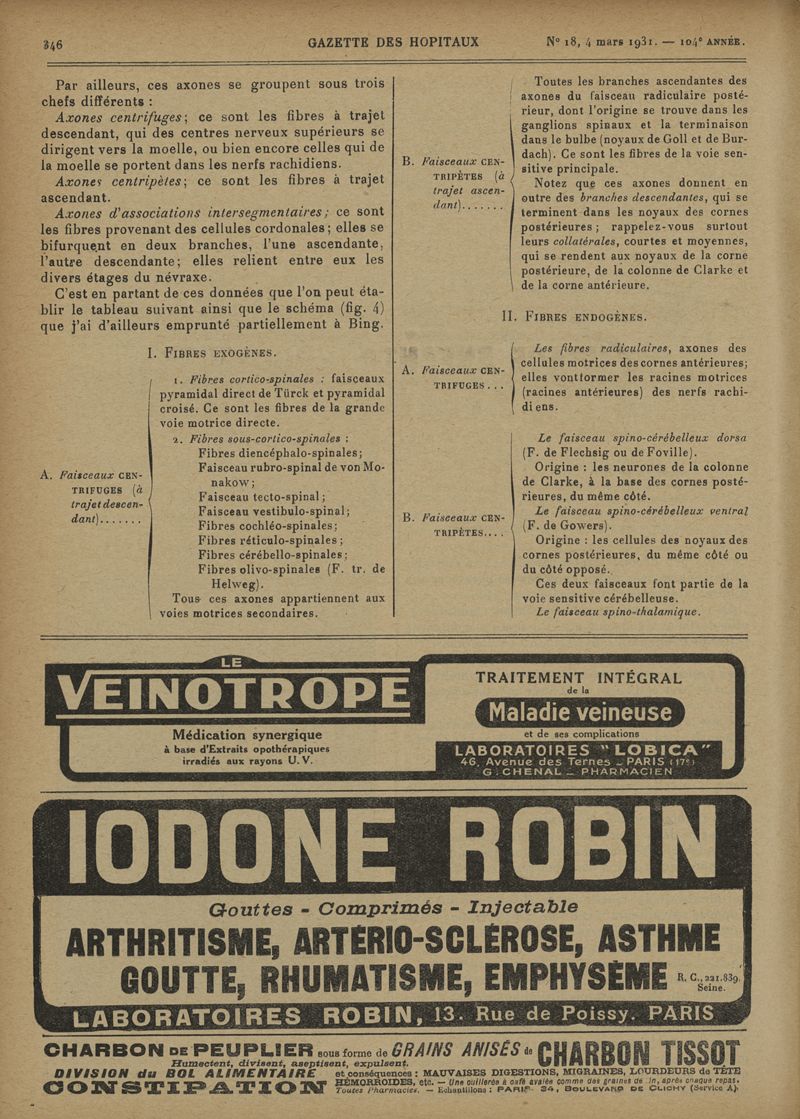 346
GAZETTE DES HOPITAUX
N° 18, 4 mars 1931. — 104e ANNÉE.
Par ailleurs, ces axones se groupent sous trois
chefs différents :
Axones centrifuges; ce sont les fibres à trajet
descendant, qui des centres nerveux supérieurs se
dirigent vers la moelle, ou bien encore celles qui de
la moelle se portent dans les nerfs rachidiens.
Axones centripètes; ce sont les fibres à trajet
ascendant.
Axones d'associations intersegmentaires; ce sont
les fibres provenant des cellules cordonales; elles se
bifurquent en deux branches, l'une ascendante,
l'autre descendante; elles relient entre eux les
divers étages du névraxe.
C'est en partant de ces données que l'on peut éta-
blir le tableau suivant ainsi que le schéma (fig. 4)
que j'ai d'ailleurs emprunté partiellement à Bing.
I. FIBRES EXOGÈNES.
A. Faisceaux CEN-
TRIFUGES (à
trajet descen-
dant).......
1. Fibres cortico-spinales : faisceaux
pyramidal direct de Türck et pyramidal
croisé. Ce sont les fibres de la grande
voie motrice directe.
2. Fibres sous-cortico-spinales :
Fibres diencéphalo-spinales;
Faisceau rubro-spinal de von Mo-
nakow;
Faisceau tecto-spinal;
Faisceau vestibulo-spinal;
Fibres cochléo-spinales;
Fibres réticulo-spinales;
Fibres cérébello-spinales;
Fibres olivo-spinales (F. tr. de
Helweg).
Tous ces axones appartiennent aux
voies motrices secondaires.
B. Faisceaux CEN-
TRIPÈTES (à
trajet ascen-
dant).......
Toutes les branches ascendantes des
axones du faisceau radiculaire posté-
rieur, dont l'origine se trouve dans les
ganglions spinaux et la terminaison
dans le bulbe (noyaux de Goll et de Bur-
dach). Ce sont les fibres de la voie sen-
sitive principale.
Notez que ces axones donnent en
outre des branches descendantes, qui se
terminent dans les noyaux des cornes
postérieures; rappelez-vous surtout
leurs collatérales, courtes et moyennes,
qui se rendent aux noyaux de la corne
postérieure, de la colonne de Clarke et
de la corne antérieure.
II. FIBRES ENDOGÈNES.
A. Faisceaux CEN-
TRIFUGES...
Les fibres radiculaires, axones des
cellules motrices des cornes antérieures;
elles vont former les racines motrices
(racines antérieures) des nerfs rachi-
diens.
B. Faisceaux CEN-
TRIPÈTES....
Le faisceau spino-cérébelleux dorsa
(F. de Flechsig ou de Foville).
Origine : les neurones de la colonne
de Clarke, à la base des cornes posté-
rieures, du même côté.
Le faisceau spino-cérébelleux ventral
(F. de Gowers).
Origine : les cellules des noyaux des
cornes postérieures, du même côté ou
du côté opposé.
Ces deux faisceaux font partie de la
voie sensitive cérébelleuse.
Le faisceau spino-thalamique.
LE
VEINOTROPE
Médication synergique
à base d'Extraits opothérapiques
irradiés aux rayons U.V.
TRAITEMENT INTÉGRAL
de la
Maladie veineuse
et de ses complications
LABORATOIRES "LOBICA"
46, Avenue des Ternes - PARIS (17e)
G. CHENAL - PHARMACIEN
IODONE ROBIN
Gouttes - Comprimés - Injectable
ARTHRITISME, ARTÉRIO-SCLÉROSE, ASTHME
GOUTTE, RHUMATISME, EMPHYSÈME
R. C., 221.839.
Seine.
LABORATOIRES ROBIN, 13. Rue de Poissy. PARIS
CHARBON DE PEUPLIER sous forme de GRAINS ANISÉS de CHARBON TISSOT
Humectent, divisent, aseptisent, expulsent.
DIVISION du BOL ALIMENTAIRE et conséquences : MAUVAISES DIGESTIONS, MIGRAINES, LOURDEURS de TÊTE
CONSTIPATION HÉMORROIDES, etc. — Une cuillerée à café avalée comme des graines de lin, après chaque repas.
Toutes Pharmacies. — Echantillons : PARIS. 34, BOULEVARD DE CLICHY (Service A).